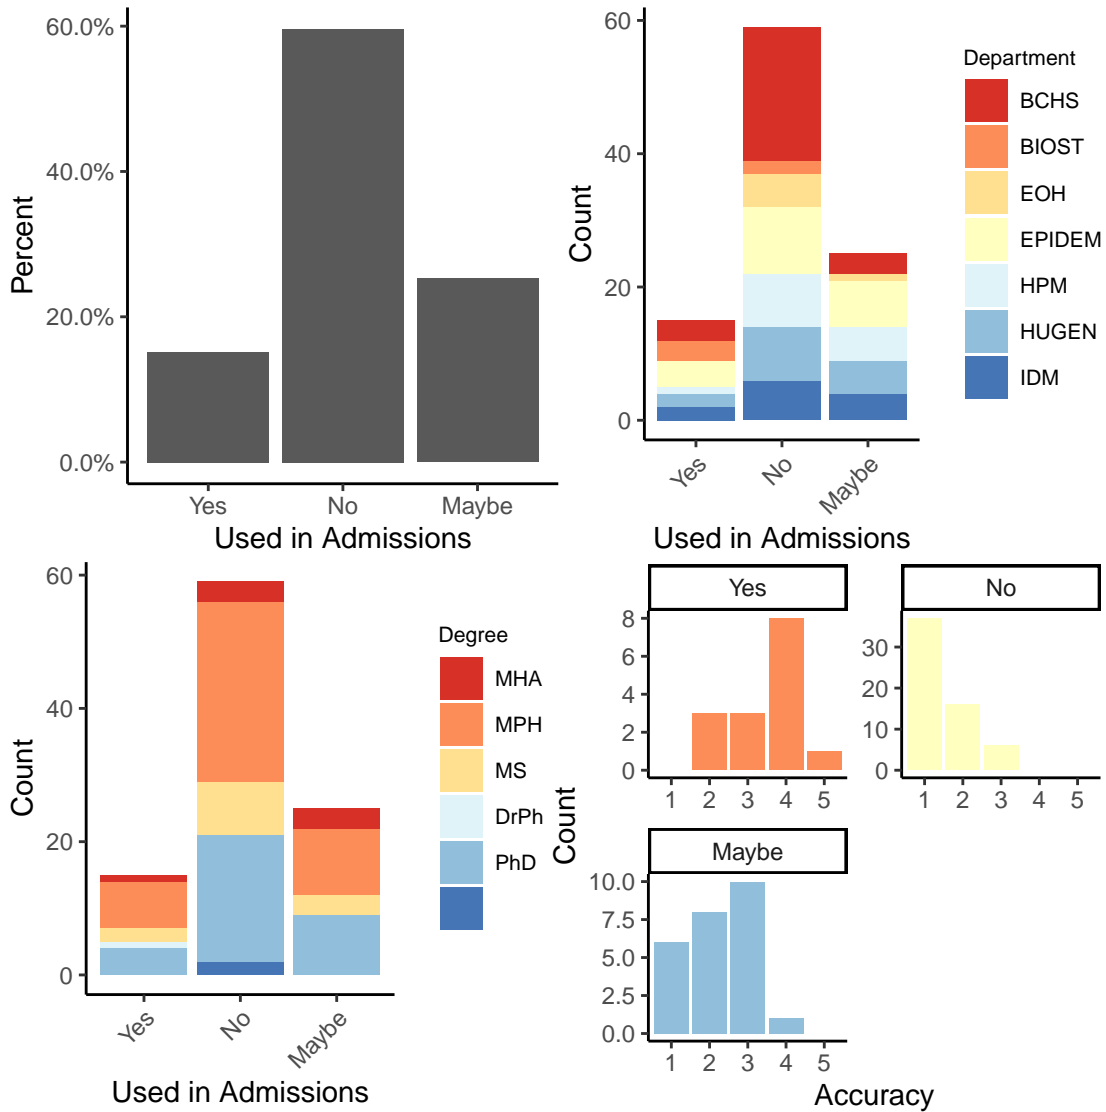 Percent
60.0%
40.0%
20.0%
0.0%
Yes No Maybe
Used in Admissions
Count
60
40
20
0
Yes No Maybe
Used in Admissions
Department
BCHS
BIOST
EOH
EPIDEM
HPM
HUGEN
IDM
Count
60
40
20
0
Yes No Maybe
Used in Admissions
Degree
MHA
MPH
MS
DrPh
PhD
Count
Yes
8
6
4
2
0
1 2 3 4 5
No
30
20
10
0
1 2 3 4 5
Maybe
10.0
7.5
5.0
2.5
0.0
1 2 3 4 5
Accuracy